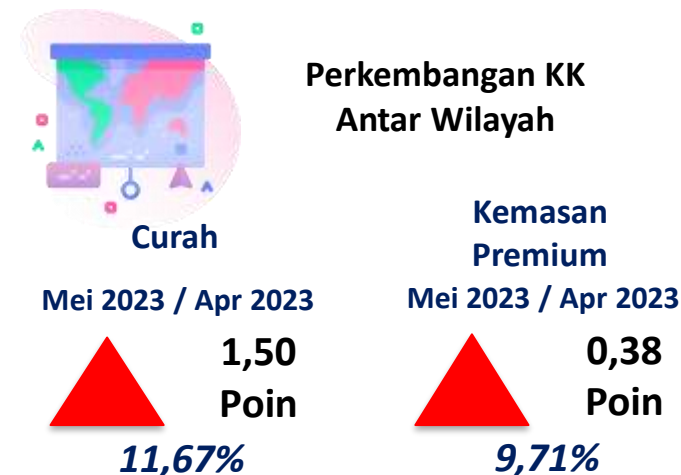 Perkembangan KK
Antar Wilayah
Curah
Mei 2023 / Apr 2023
1,50
Poin
11,67%
Kemasan
Premium
Mei 2023 / Apr 2023
0,38
Poin
9,71%